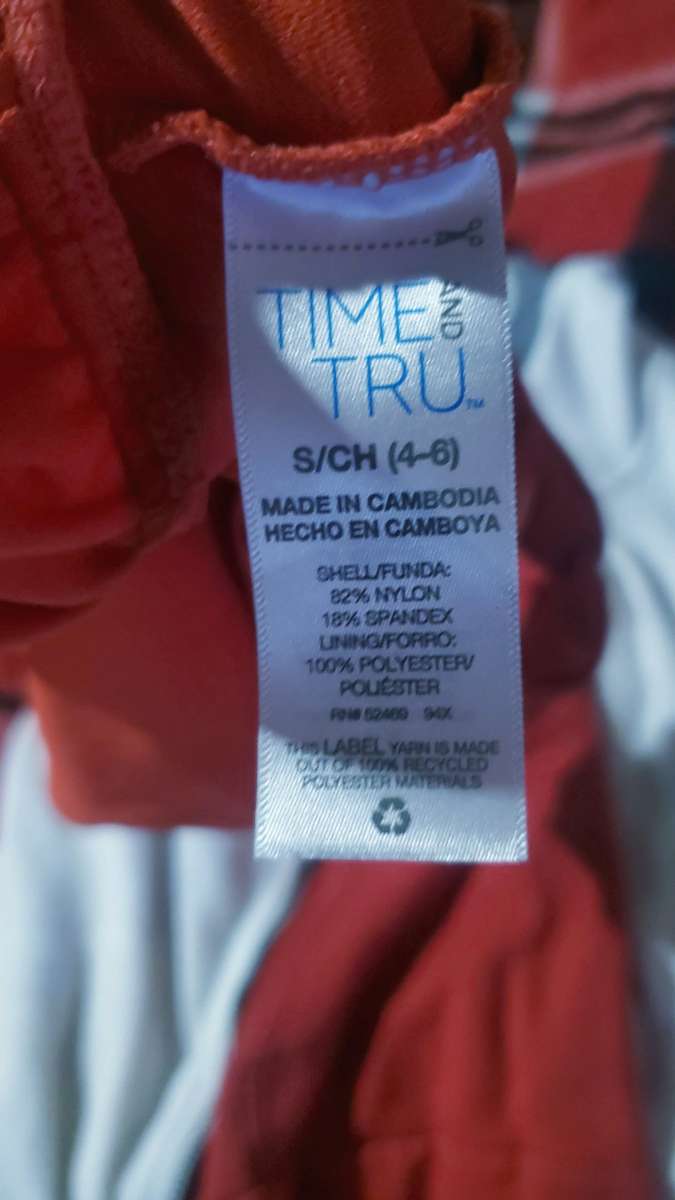 TIME AND
TRU™
S/CH (4-6)
MADE IN CAMBODIA
HECHO EN CAMBOYA
SHELL/FUNDA:
82% NYLON
18% SPANDEX
LINING/FORRO:
100% POLYESTER/
POLIÉSTER
RN# 52469 94X
THIS LABEL YARN IS MADE
OUT OF 100% RECYCLED
POLYESTER MATERIALS